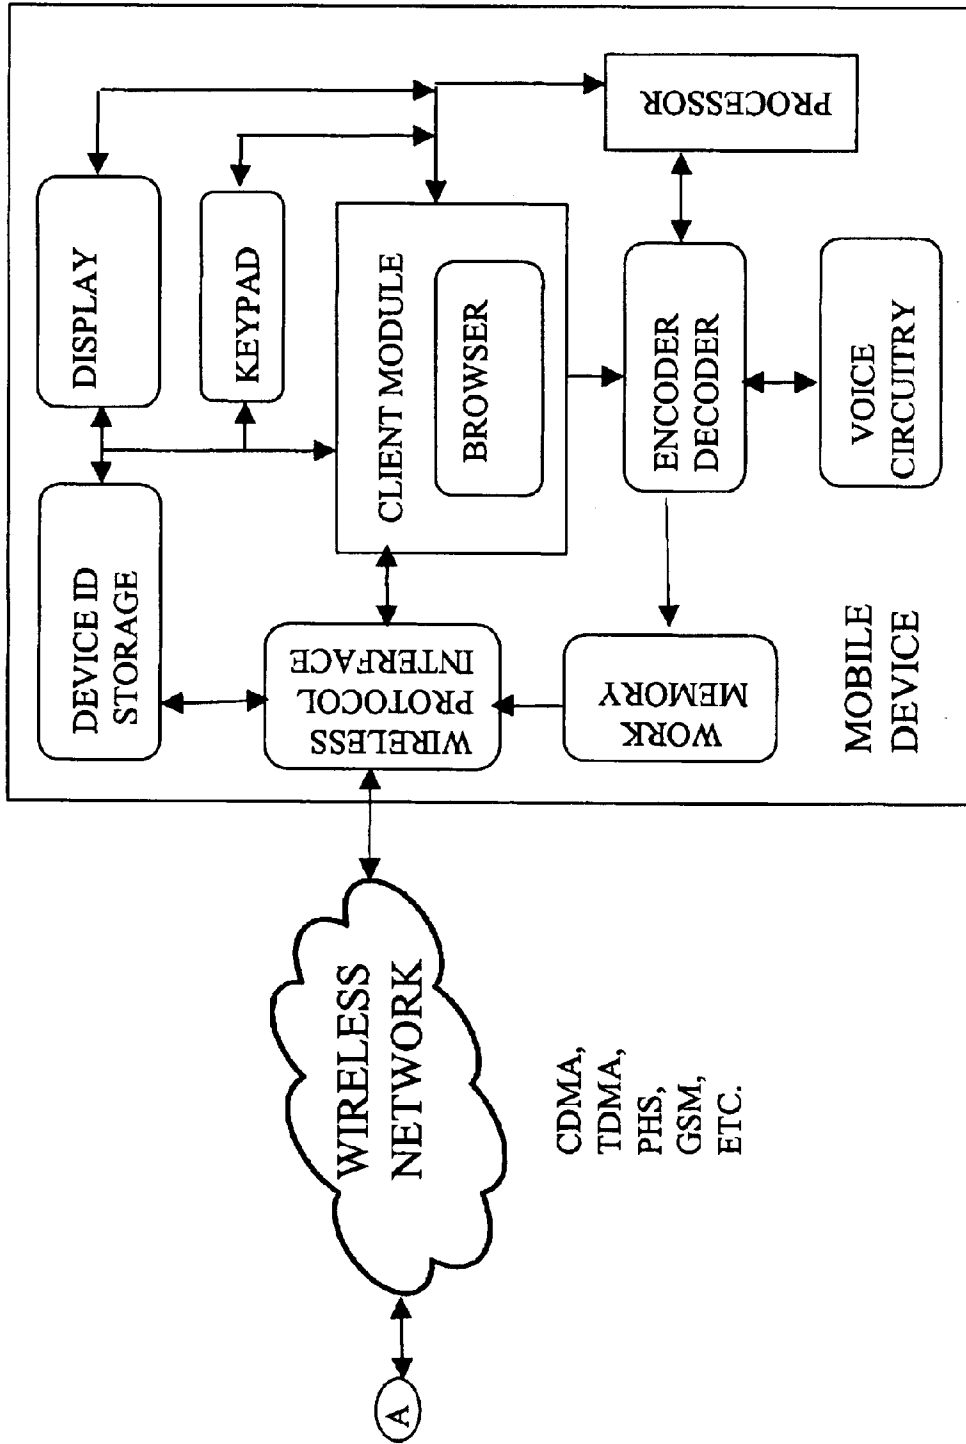 DEVICE ID
STORAGE
DISPLAY
KEYPAD
WIRELESS
PROTOCOL
INTERFACE
CLIENT MODULE
BROWSER
PROCESSOR
WORK
MEMORY
ENCODER
DECODER
VOICE
CIRCUITRY
MOBILE
DEVICE
WIRELESS
NETWORK
CDMA,
TDMA,
PHS,
GSM,
ETC.
A